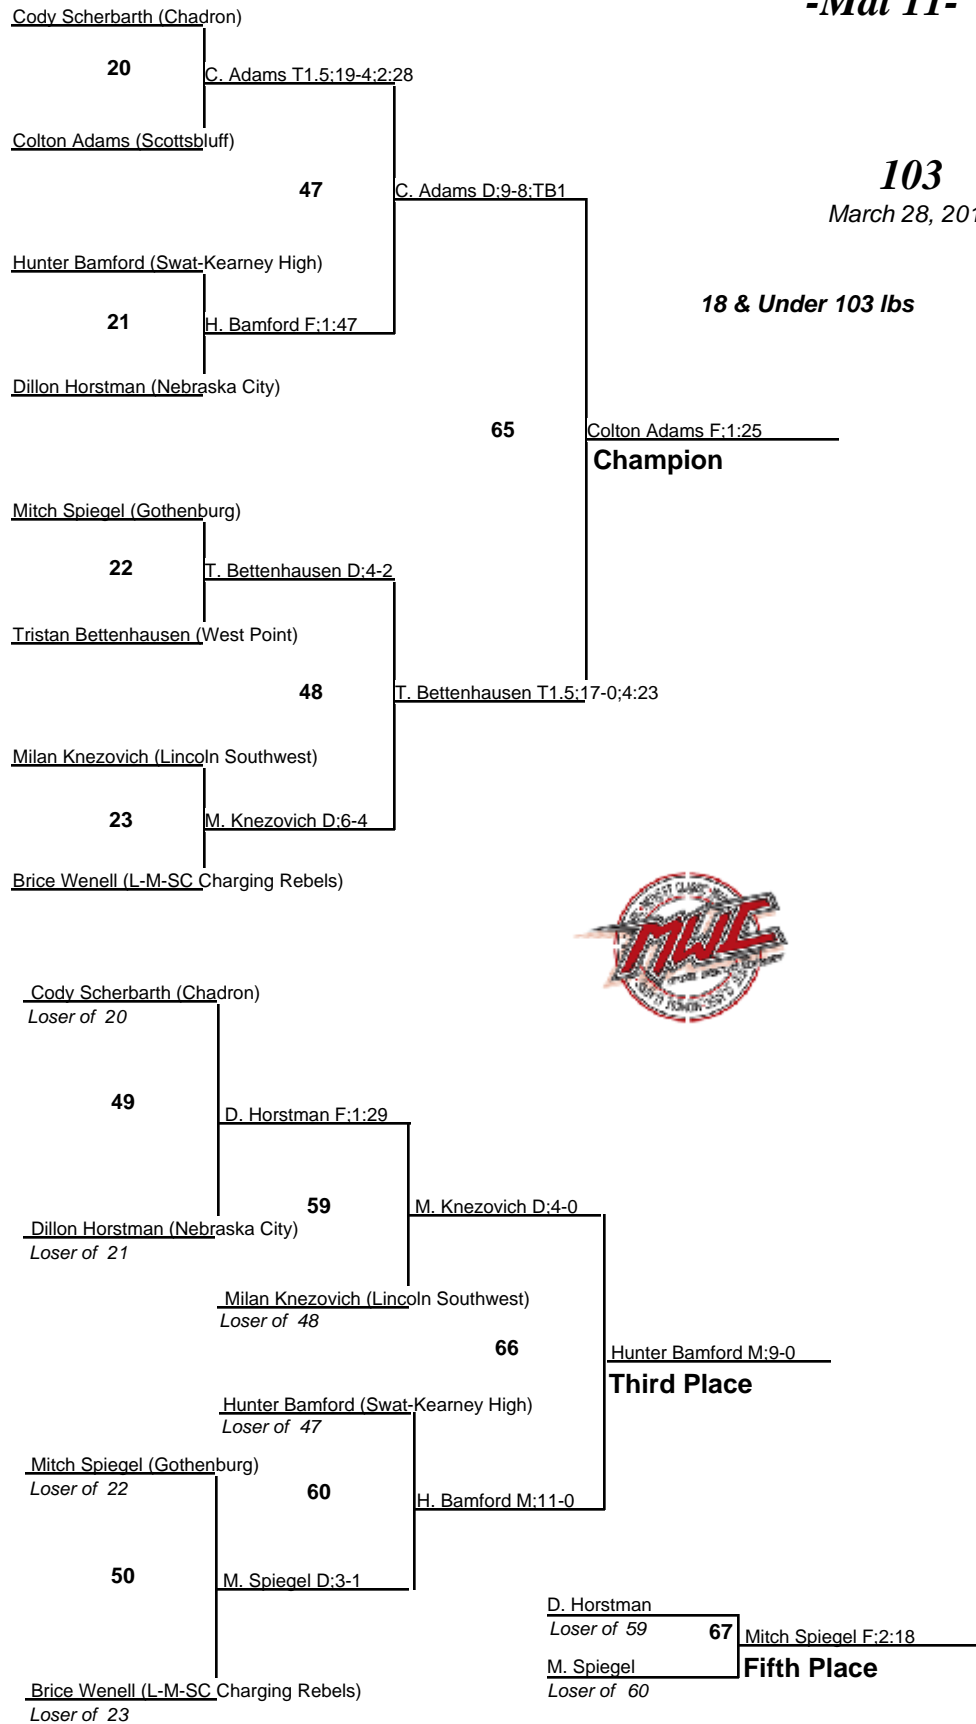 -Mat 11-
Cody Scherbarth (Chadron)
20
C. Adams T1.5;19-4;2:28
Colton Adams (Scottsbluff)
103
47
C. Adams D;9-8;TB1
March 28, 201
Hunter Bamford (Swat-Kearney High)
18 & Under 103 lbs
21
H. Bamford F;1:47
Dillon Horstman (Nebraska City)
65
Colton Adams F;1:25
Champion
Mitch Spiegel (Gothenburg)
22
T. Bettenhausen D;4-2
Tristan Bettenhausen (West Point)
48
T. Bettenhausen T1.5;17-0;4:23
Milan Knezovich (Lincoln Southwest)
23
M. Knezovich D;6-4
Brice Wenell (L-M-SC Charging Rebels)
MWC
Cody Scherbarth (Chadron)
Loser of 20
49
D. Horstman F;1:29
59
M. Knezovich D;4-0
Dillon Horstman (Nebraska City)
Loser of 21
Milan Knezovich (Lincoln Southwest)
Loser of 48
66
Hunter Bamford M;9-0
Third Place
Hunter Bamford (Swat-Kearney High)
Loser of 47
Mitch Spiegel (Gothenburg)
Loser of 22
60
H. Bamford M;11-0
50
M. Spiegel D;3-1
D. Horstman
Loser of 59
67
Mitch Spiegel F;2:18
M. Spiegel
Fifth Place
Loser of 60
Brice Wenell (L-M-SC Charging Rebels)
Loser of 23